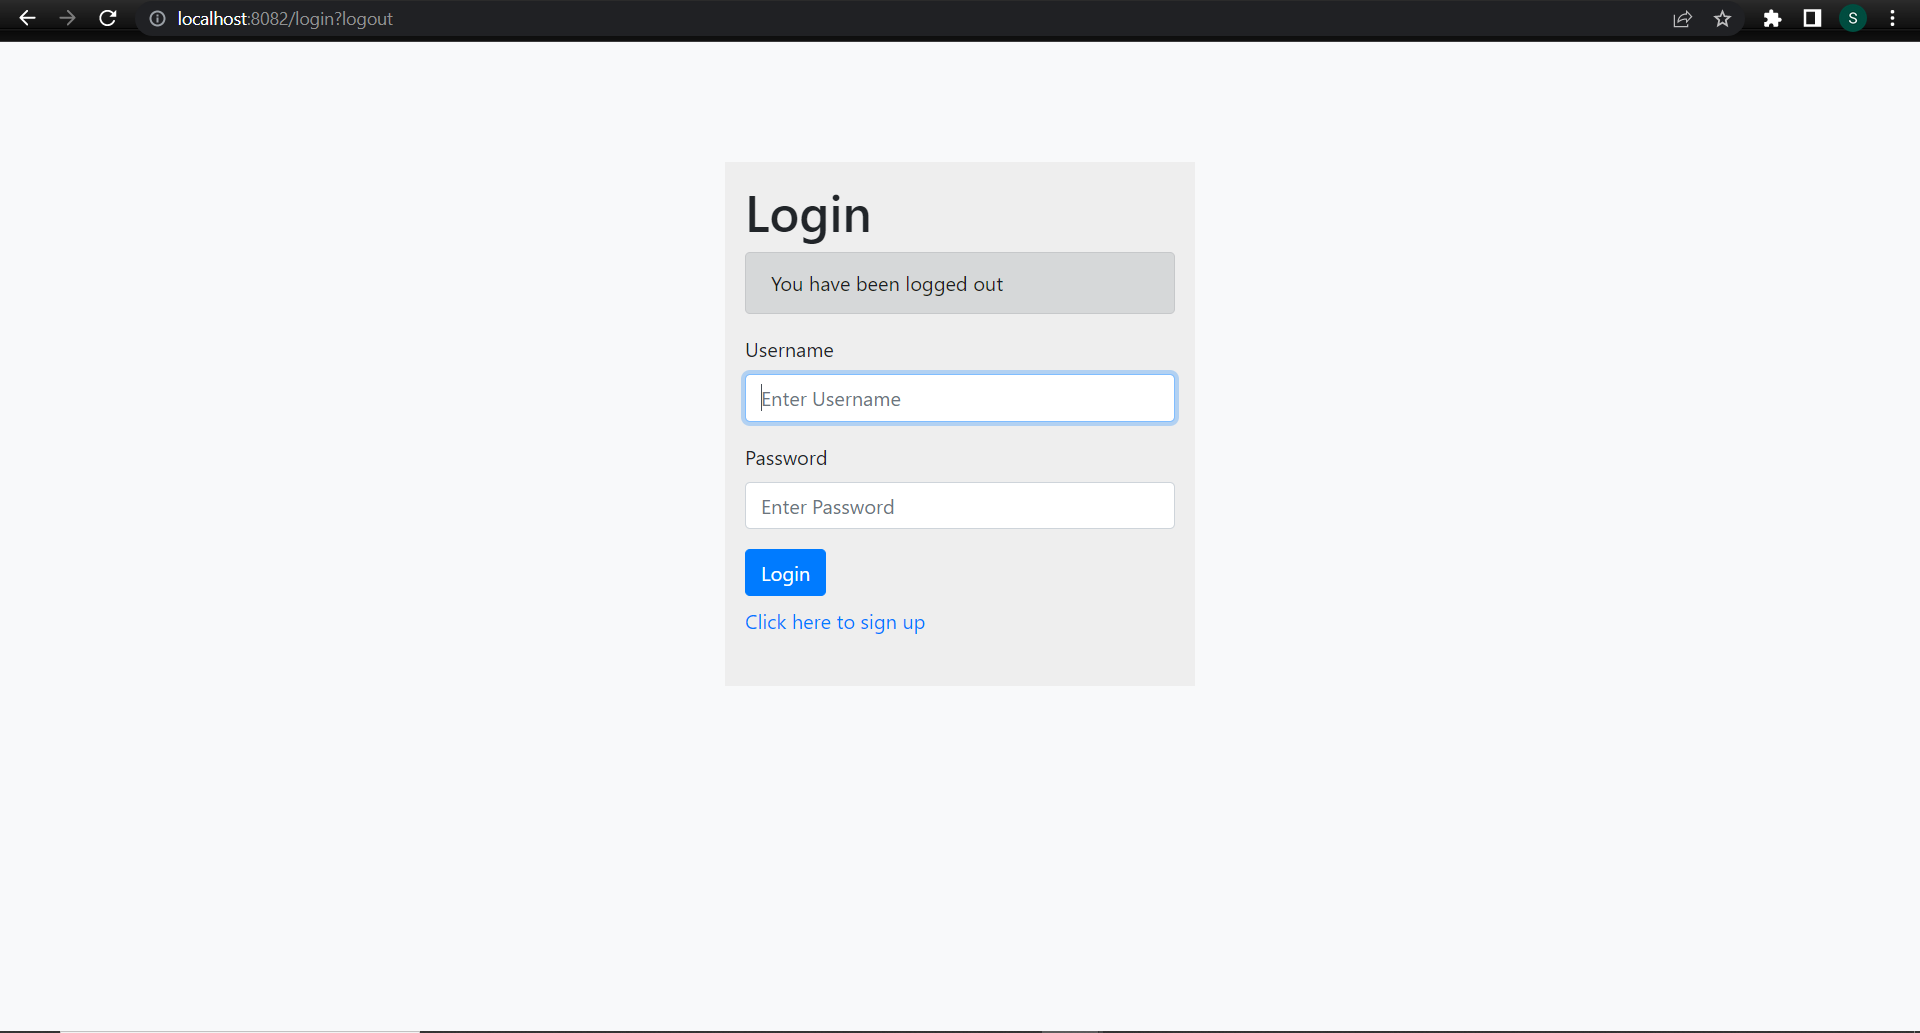 localhost:8082/login?logout
S
Login
You have been logged out
Username
Enter Username
Password
Enter Password
Login
Click here to sign up